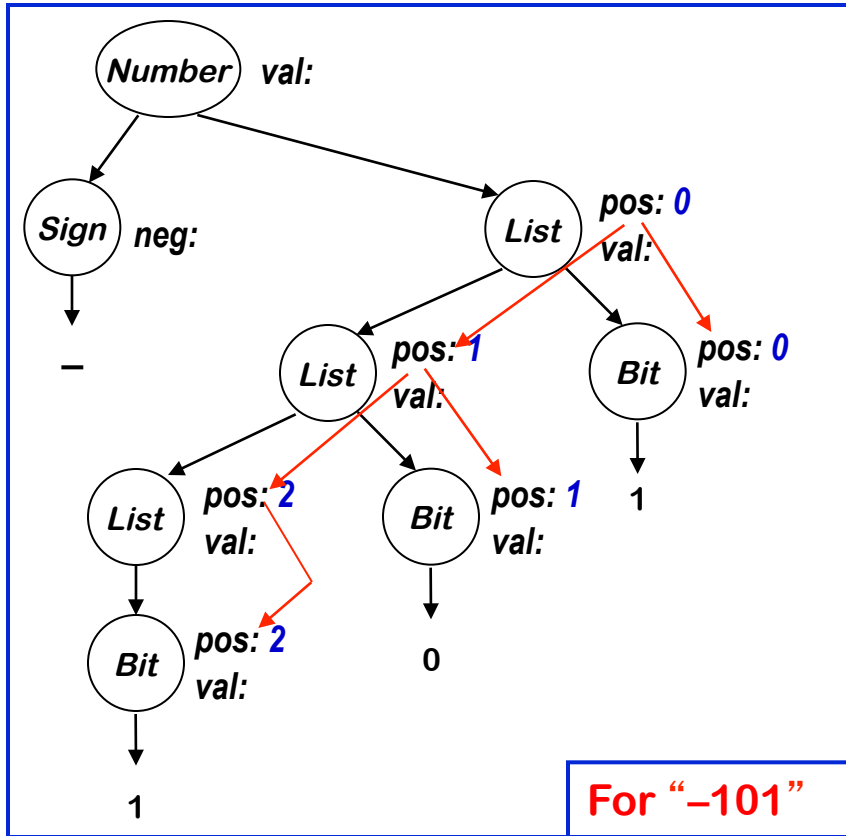 Number val:
Sign neg:
List pos: 0
val:
–
List pos: 1
val:
Bit pos: 0
val:
1
List pos: 2
val:
Bit pos: 1
val:
Bit pos: 2
val:
0
1
For “–101”